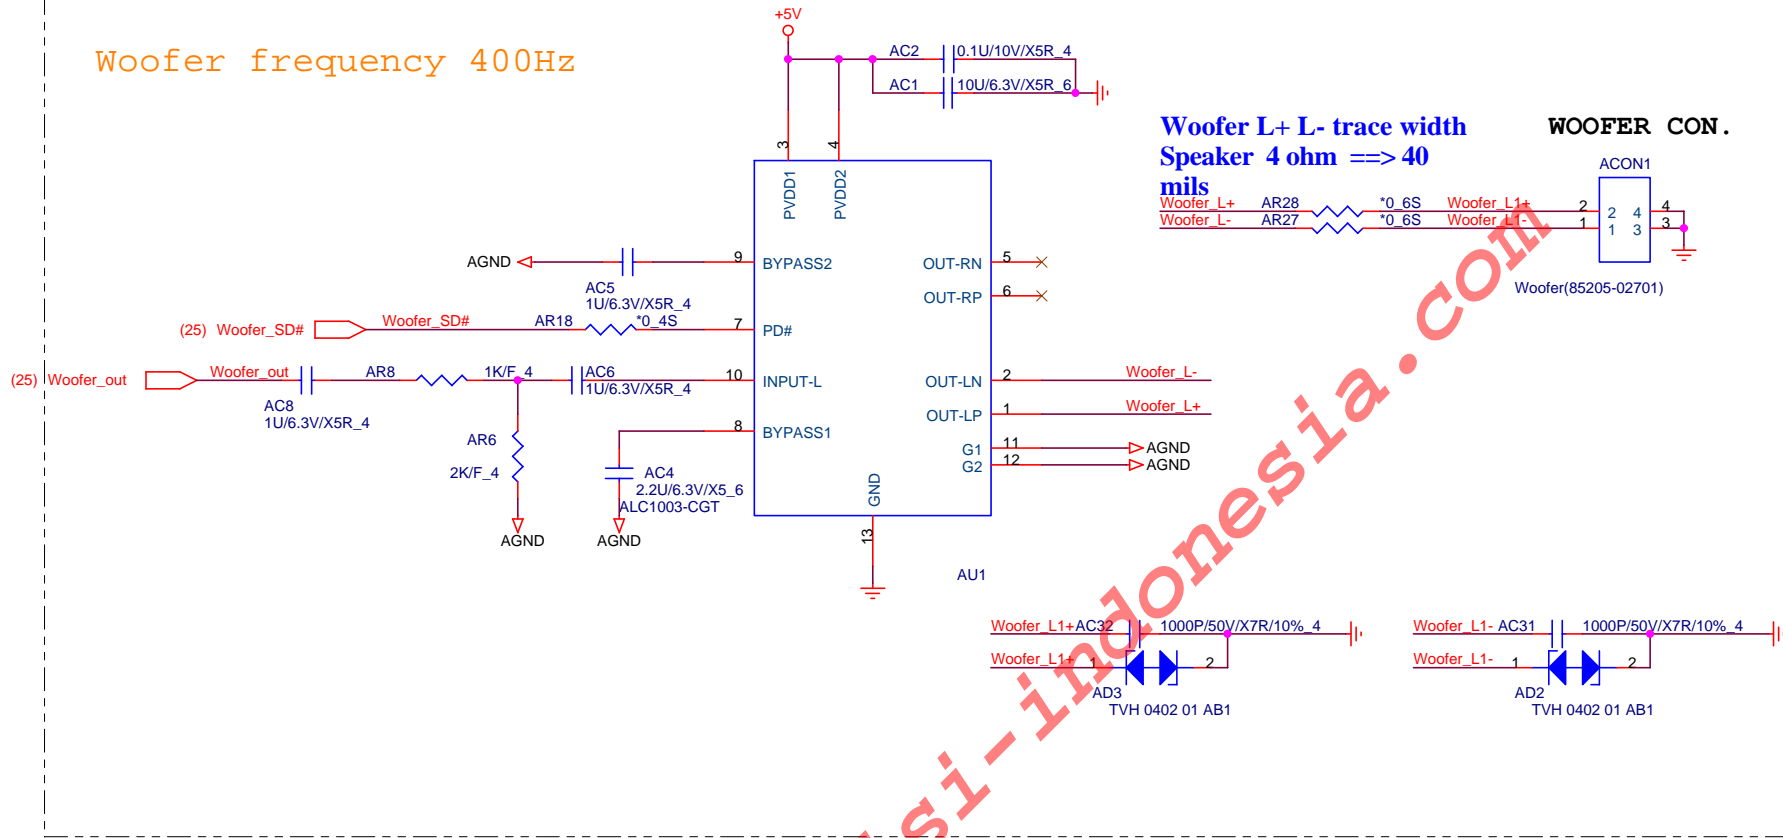 +5V
Woofer frequency 400Hz
AC2 0.1U/10V/X5R_4
AC1 10U/6.3V/X5R_6
Woofer L+ L- trace width
Speaker 4 ohm ==> 40
mils
WOOFER CON.
ACON1
Woofer_L+ AR28 *0_6S Woofer_L1+ 2 2 4 4
Woofer_L- AR27 *0_6S Woofer_L1- 1 1 3 3
Woofer(85205-02701)
3 4
PVDD1 PVDD2
AGND 9 BYPASS2 OUT-RN 5
AC5
1U/6.3V/X5R_4
OUT-RP 6
(25) Woofer_SD# Woofer_SD# AR18 *0_4S 7 PD#
(25) Woofer_out Woofer_out AR8 1K/F_4 AC6 10 INPUT-L OUT-LN 2 Woofer_L-
1U/6.3V/X5R_4
AC8
1U/6.3V/X5R_4
OUT-LP 1 Woofer_L+
8 BYPASS1
AR6
2K/F_4
G1 11 AGND
G2 12 AGND
AC4
2.2U/6.3V/X5_6
ALC1003-CGT
GND
13
AGND AGND
AU1
Woofer_L1+ AC32 1000P/50V/X7R/10%_4
Woofer_L1+ 1 2
AD3
TVH 0402 01 AB1
Woofer_L1- AC31 1000P/50V/X7R/10%_4
Woofer_L1- 1 2
AD2
TVH 0402 01 AB1
si-indonesia.com